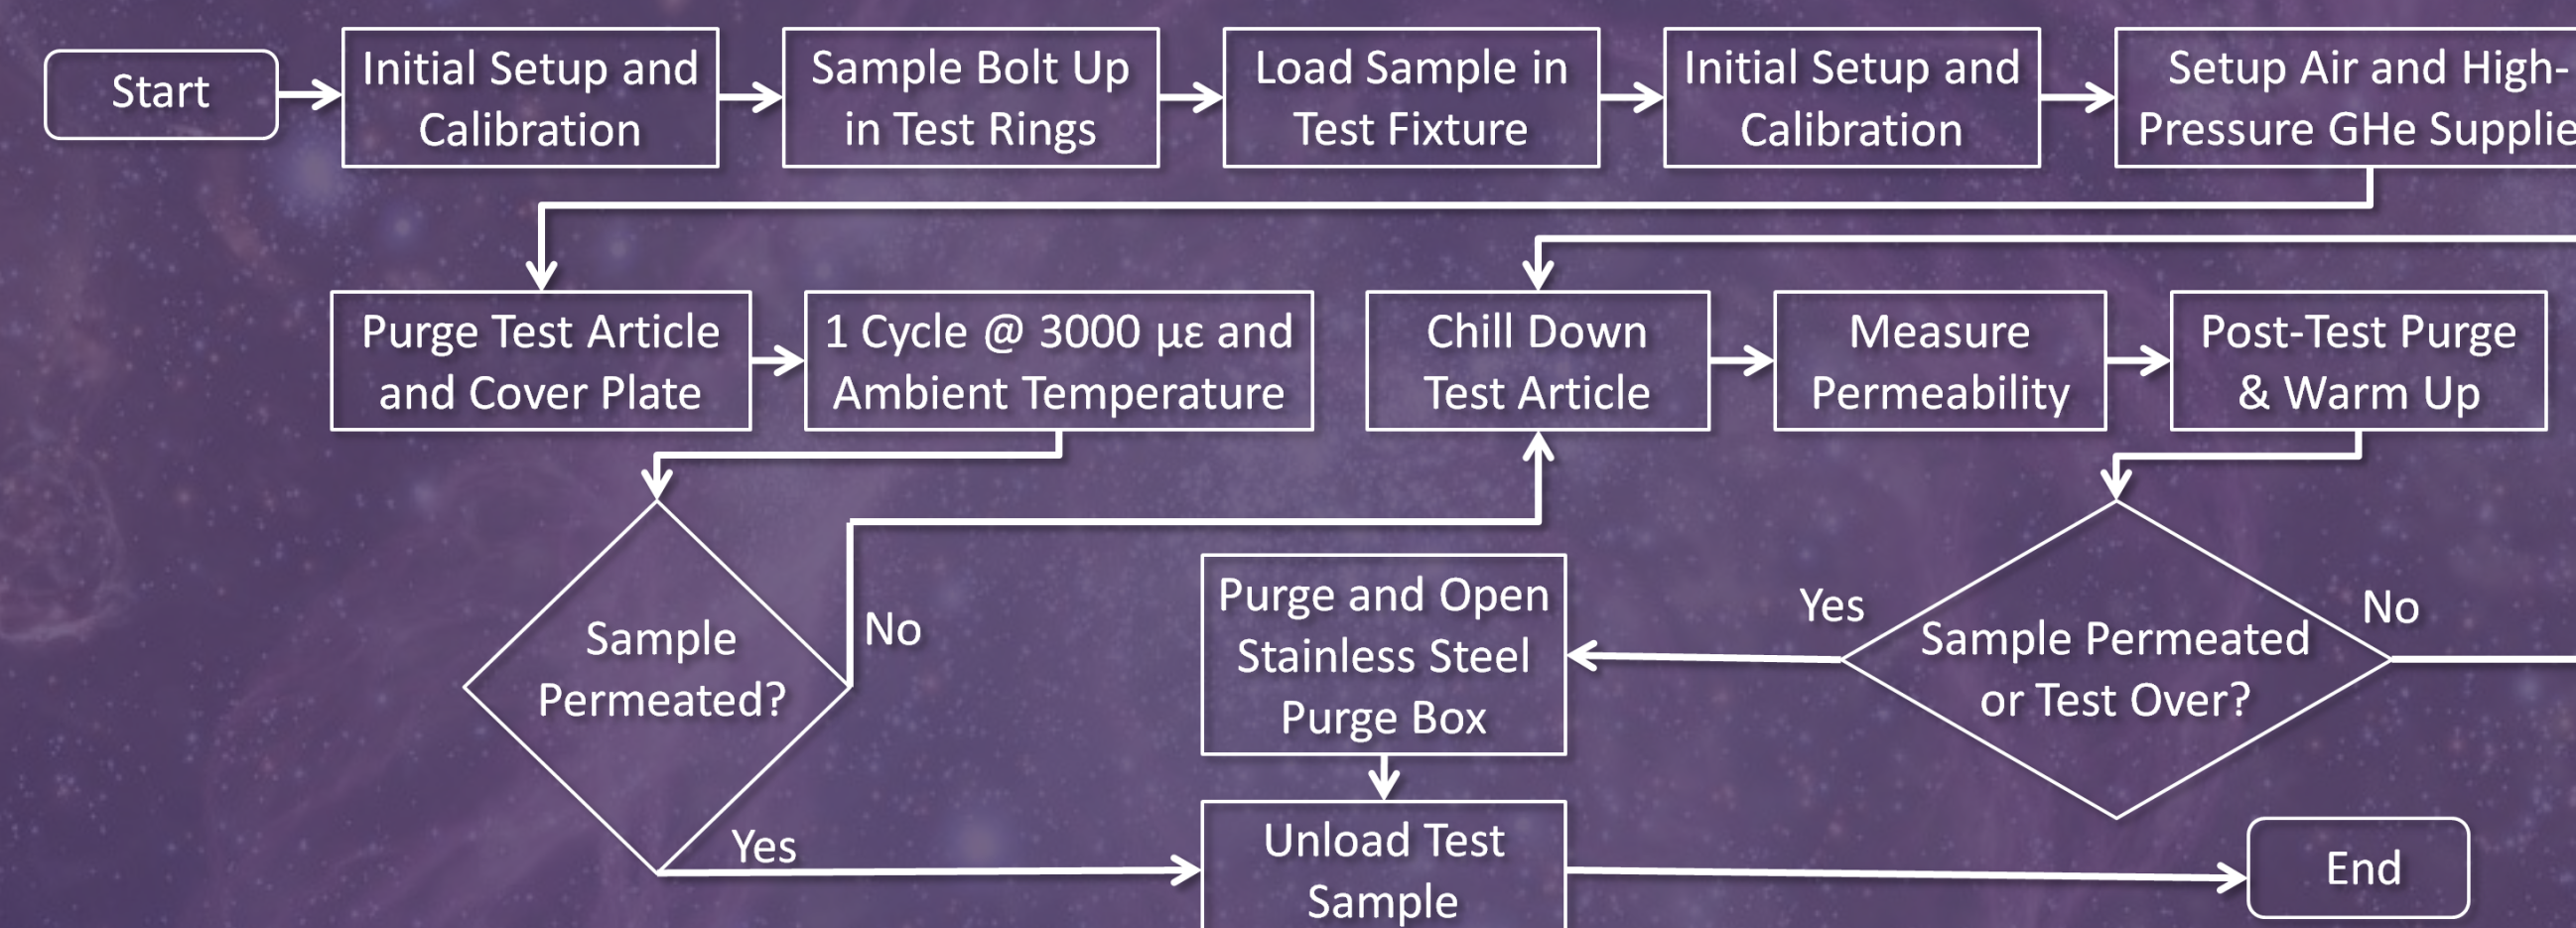 Start
Initial Setup and
Calibration
Sample Bolt Up
in Test Rings
Load Sample in
Test Fixture
Initial Setup and
Calibration
Setup Air and High-
Pressure GHe Supplie
Purge Test Article
and Cover Plate
1 Cycle @ 3000 µε and
Ambient Temperature
Chill Down
Test Article
Measure
Permeability
Post-Test Purge
& Warm Up
Sample
Permeated?
No
Yes
Purge and Open
Stainless Steel
Purge Box
Yes
Sample Permeated
or Test Over?
No
Unload Test
Sample
End